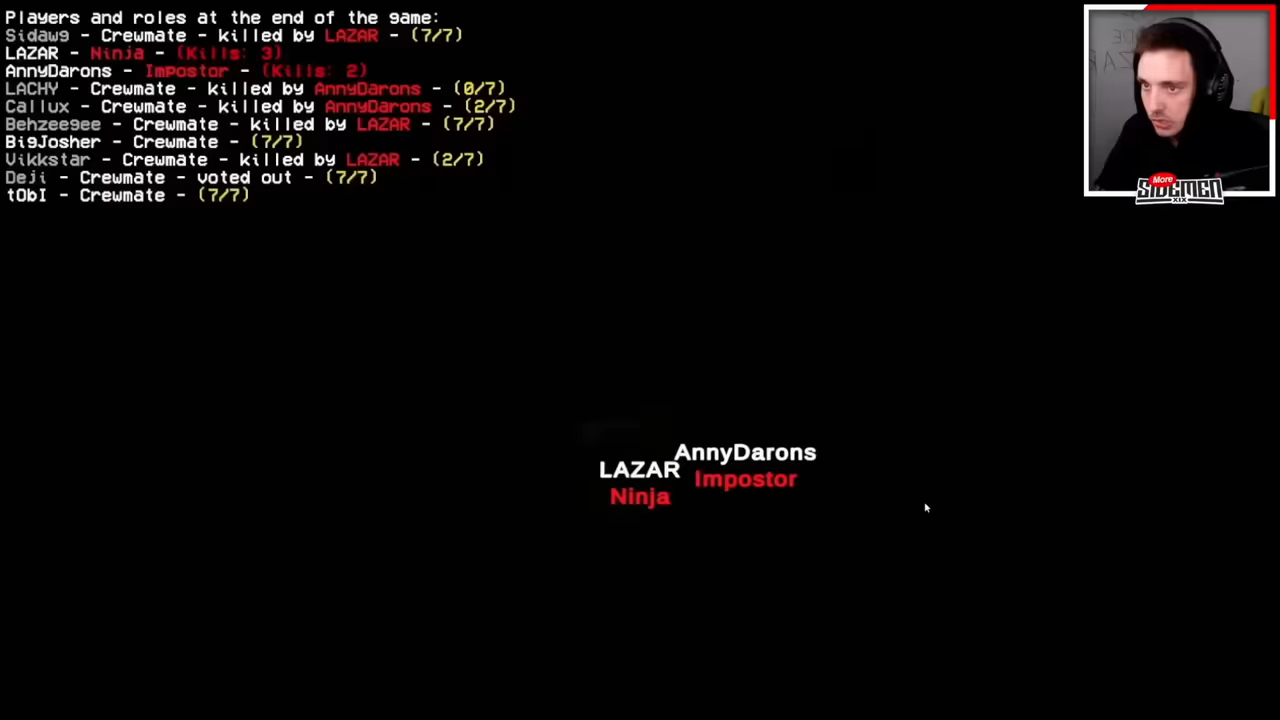 Players and roles at the end of the game:
Sidawg - Crewmate - killed by LAZAR - (7/7)
LAZAR - Ninja - (Kills: 3)
AnnyDarons - Impostor - (Kills: 2)
LACHY - Crewmate - killed by AnnyDarons - (0/7)
Callux - Crewmate - killed by AnnyDarons - (2/7)
Behzeegee - Crewmate - killed by LAZAR - (7/7)
BigJosher - Crewmate - (7/7)
Vikkstar - Crewmate - killed by LAZAR - (2/7)
Deji - Crewmate - voted out - (7/7)
tObI - Crewmate - (7/7)
More
SIDEMEN
XIX
AnnyDarons
Impostor
LAZAR
Ninja